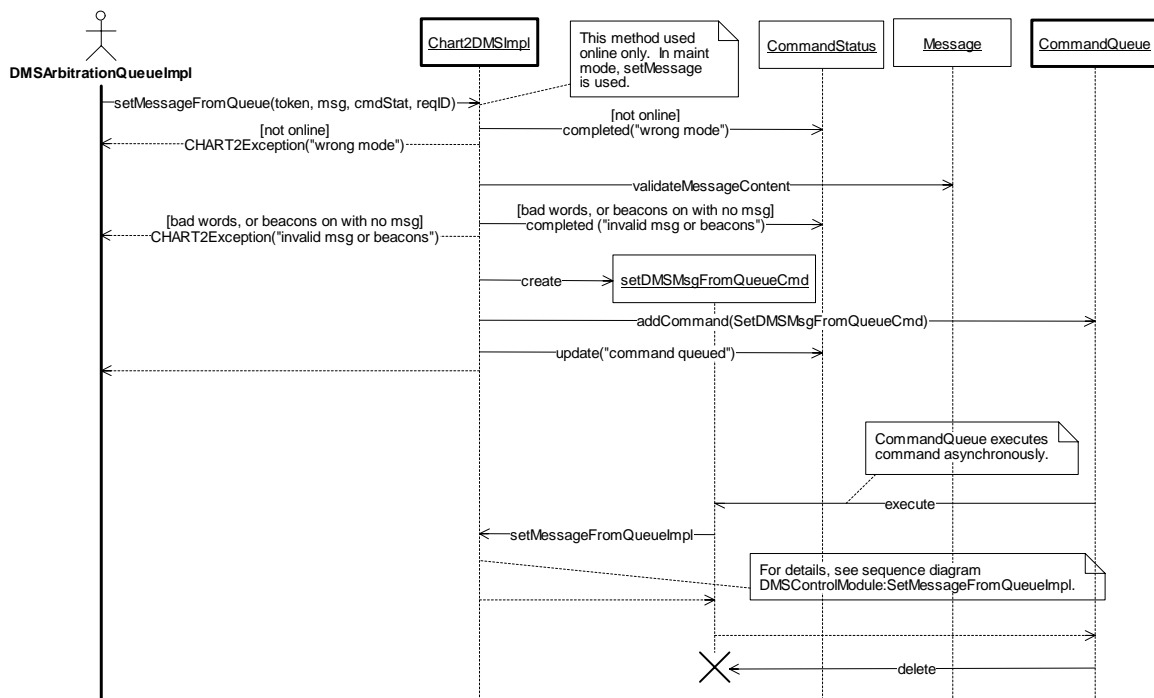 DMSArbitrationQueueImpl
Chart2DMSImpl
This method used
online only. In maint
mode, setMessage
is used.
CommandStatus
Message
CommandQueue
setMessageFromQueue(token, msg, cmdStat, reqID)
[not online]
CHART2Exception("wrong mode")
[not online]
completed("wrong mode")
validateMessageContent
[bad words, or beacons on with no msg]
CHART2Exception("invalid msg or beacons")
[bad words, or beacons on with no msg]
completed ("invalid msg or beacons")
create
setDMSMsgFromQueueCmd
addCommand(SetDMSMsgFromQueueCmd)
update("command queued")
CommandQueue executes
command asynchronously.
execute
setMessageFromQueueImpl
For details, see sequence diagram
DMSControlModule:SetMessageFromQueueImpl.
delete